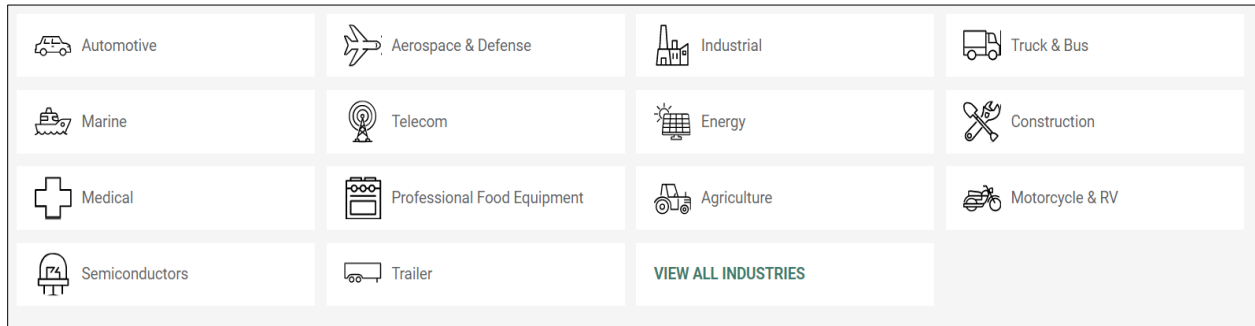 Automotive
Aerospace & Defense
Industrial
Truck & Bus
Marine
Telecom
Energy
Construction
Medical
Professional Food Equipment
Agriculture
Motorcycle & RV
Semiconductors
Trailer
VIEW ALL INDUSTRIES